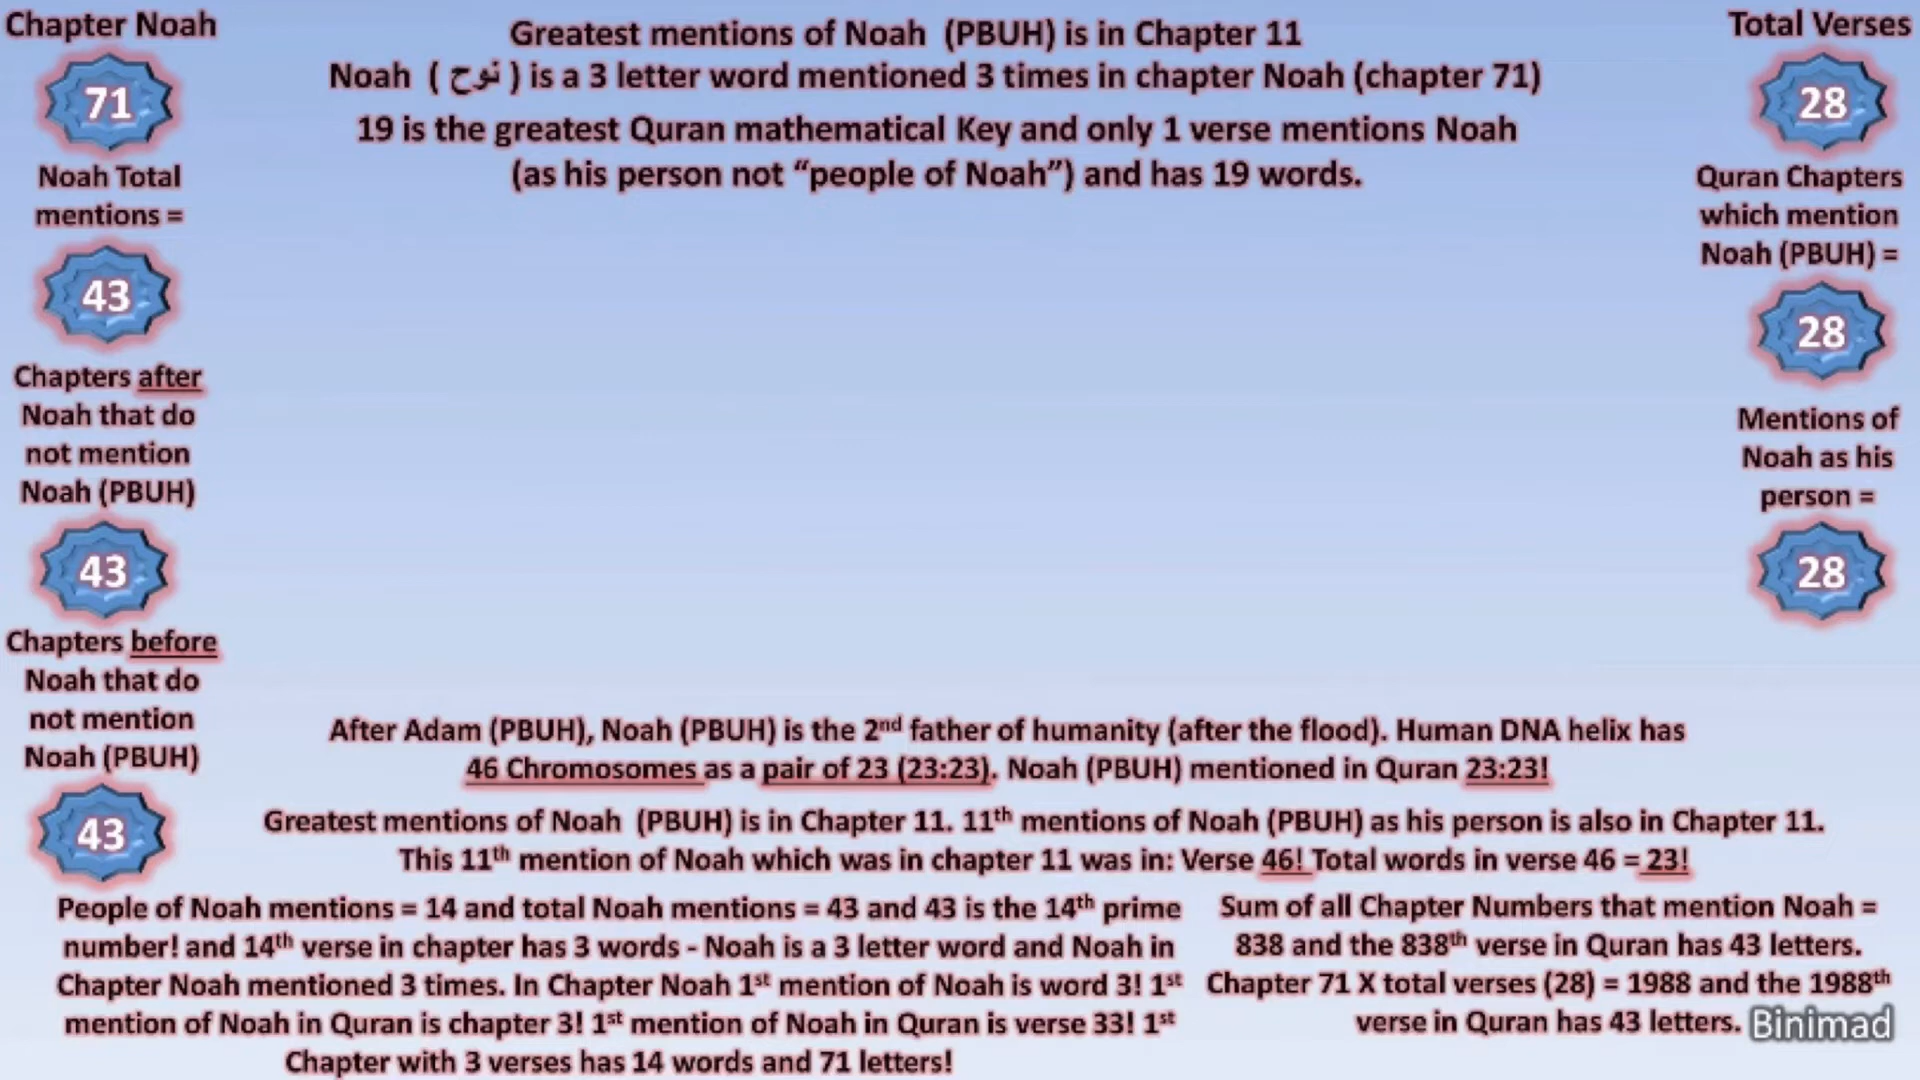 Chapter Noah
71
Noah Total
mentions =
43
Chapters after
Noah that do
not mention
Noah (PBUH)
43
Chapters before
Noah that do
not mention
Noah (PBUH)
43
Greatest mentions of Noah (PBUH) is in Chapter 11
Noah ( نوح ) is a 3 letter word mentioned 3 times in chapter Noah (chapter 71)
19 is the greatest Quran mathematical Key and only 1 verse mentions Noah
(as his person not “people of Noah”) and has 19 words.
Total Verses
28
Quran Chapters
which mention
Noah (PBUH) =
28
Mentions of
Noah as his
person =
28
After Adam (PBUH), Noah (PBUH) is the 2nd father of humanity (after the flood). Human DNA helix has
46 Chromosomes as a pair of 23 (23:23). Noah (PBUH) mentioned in Quran 23:23!
Greatest mentions of Noah (PBUH) is in Chapter 11. 11th mentions of Noah (PBUH) as his person is also in Chapter 11.
This 11th mention of Noah which was in chapter 11 was in: Verse 46! Total words in verse 46 = 23!
People of Noah mentions = 14 and total Noah mentions = 43 and 43 is the 14th prime
number! and 14th verse in chapter has 3 words - Noah is a 3 letter word and Noah in
Chapter Noah mentioned 3 times. In Chapter Noah 1st mention of Noah is word 3! 1st
mention of Noah in Quran is chapter 3! 1st mention of Noah in Quran is verse 33! 1st
Chapter with 3 verses has 14 words and 71 letters!
Sum of all Chapter Numbers that mention Noah =
838 and the 838th verse in Quran has 43 letters.
Chapter 71 X total verses (28) = 1988 and the 1988th
verse in Quran has 43 letters.
Binimad